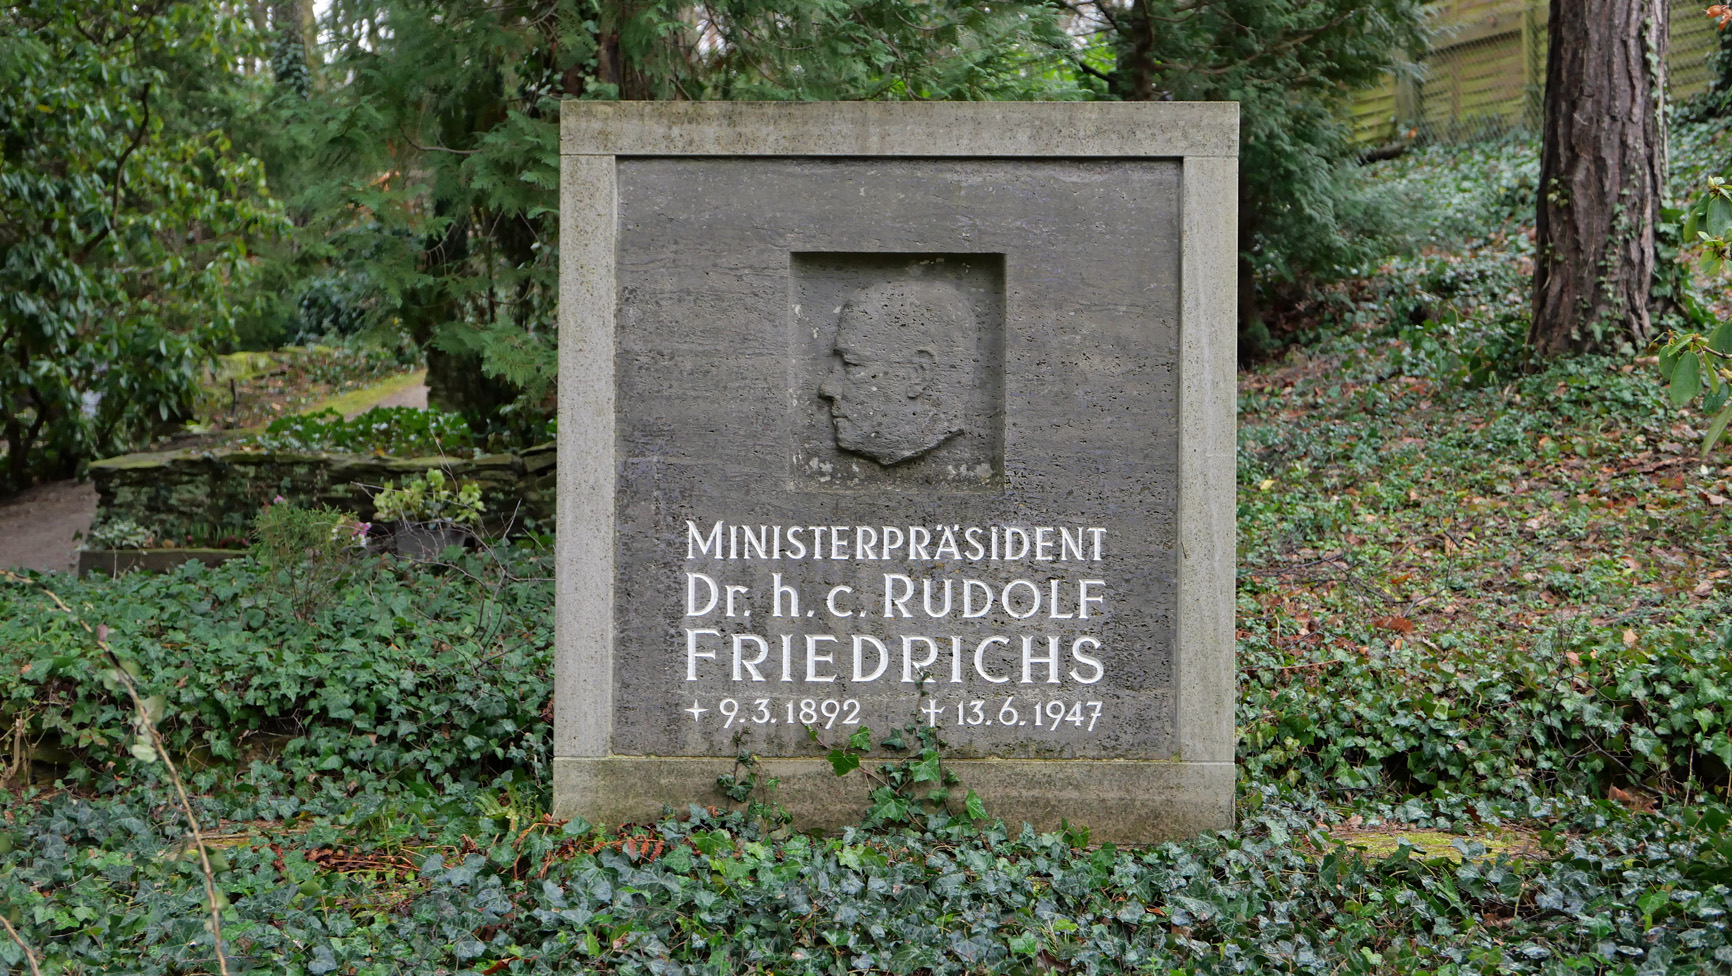 MINISTERPRÄSIDENT
Dr. h. c. RUDOLF
FRIEDRICHS
✦ 9. 3. 1892 ✝ 13. 6. 1947